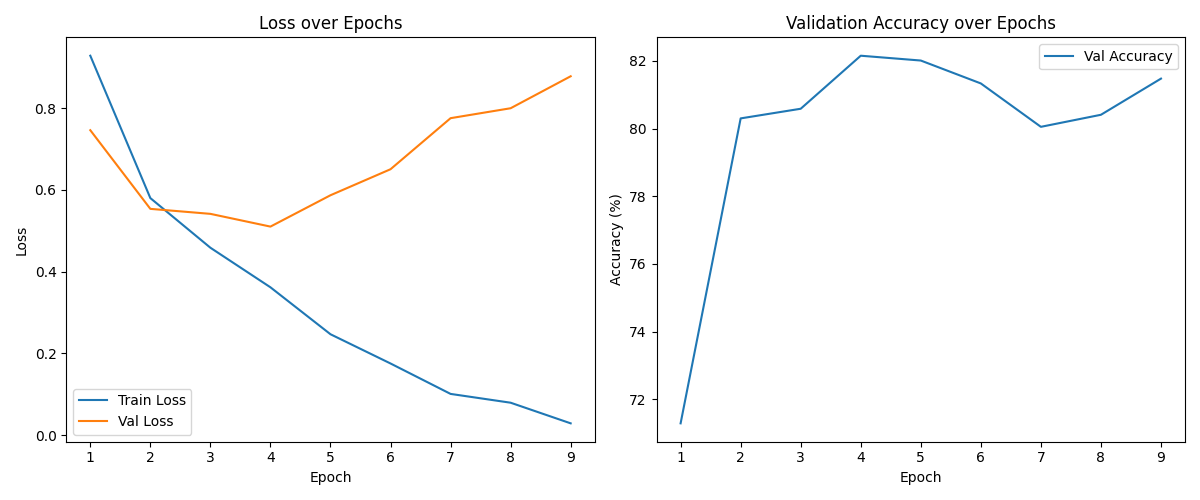 Loss over Epochs
0.8
0.6
0.4
0.2
0.0
Loss
1 2 3 4 5 6 7 8 9
Epoch
Train Loss
Val Loss
Validation Accuracy over Epochs
82
80
78
76
74
72
Accuracy (%)
1 2 3 4 5 6 7 8 9
Epoch
Val Accuracy